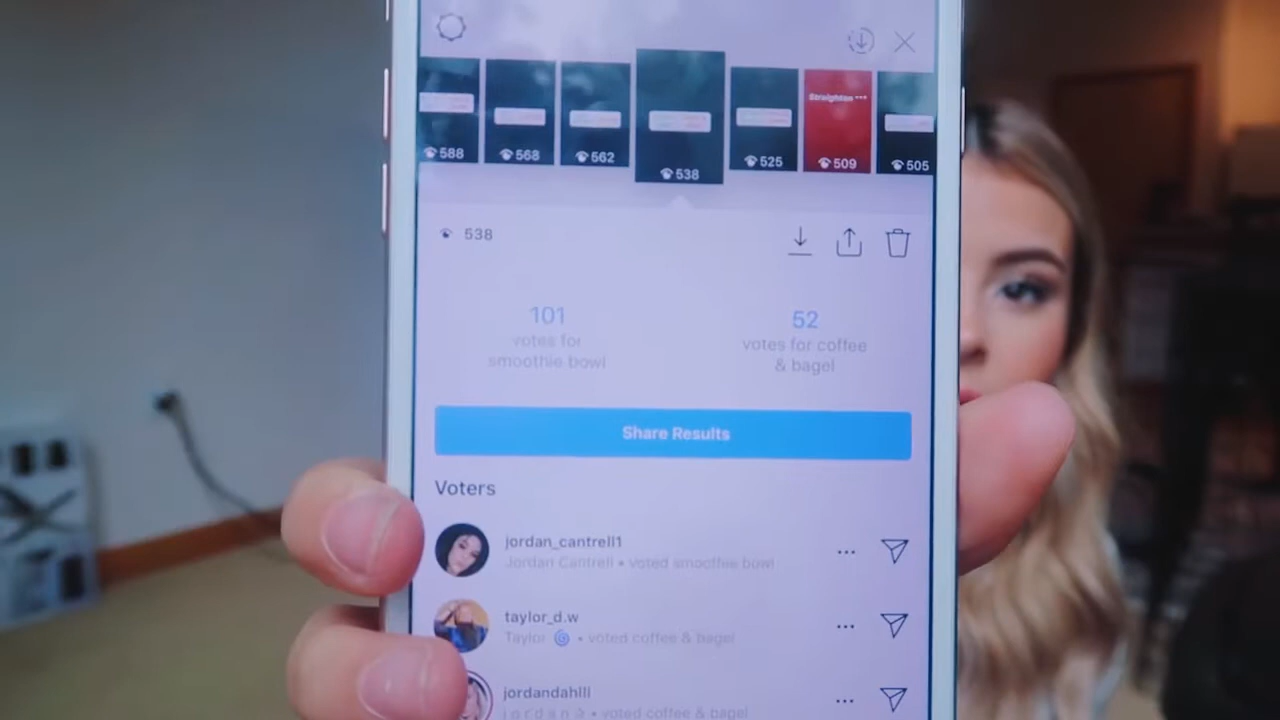 588
568
562
538
525
Straighten ...
509
505
538
101
votes for
smoothie bowl
52
votes for coffee
& bagel
Share Results
Voters
jordan_cantrell1
Jordan Cantrell • voted smoothie bowl
taylor_d.w
Taylor 🌀 • voted coffee & bagel
jordandahlll
j o r d a n • voted coffee & bagel